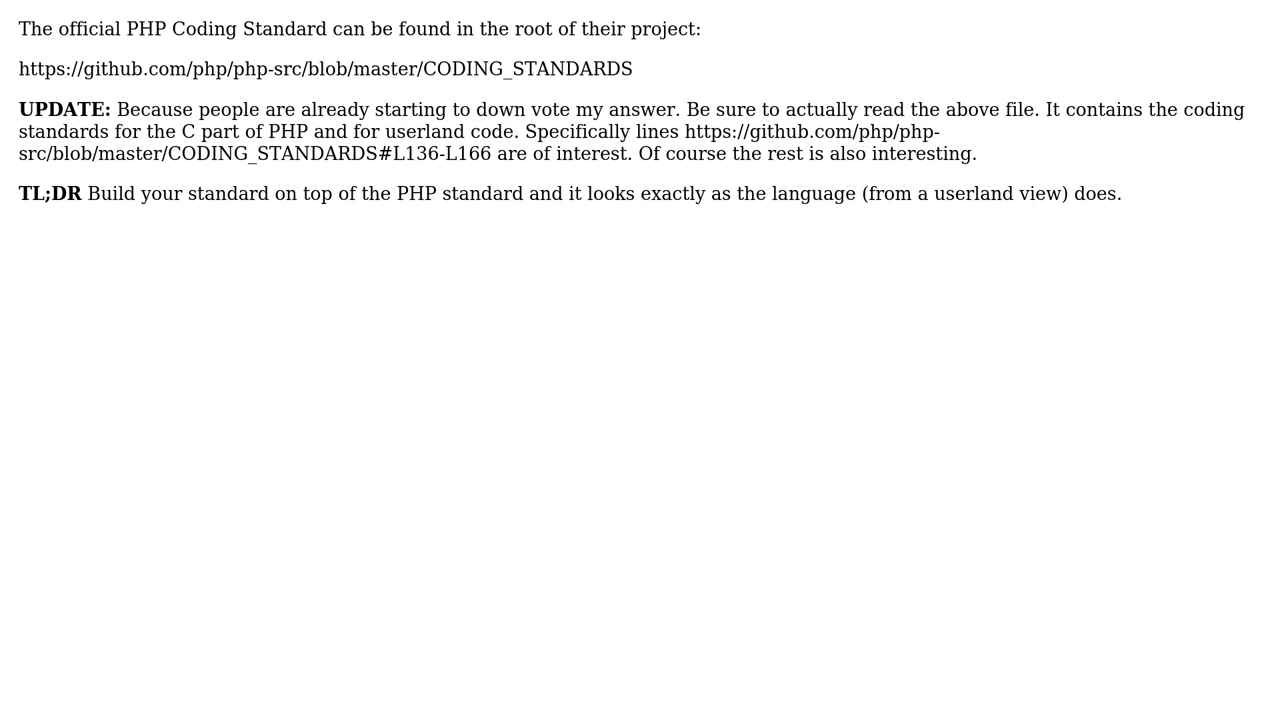 The official PHP Coding Standard can be found in the root of their project:
https://github.com/php/php-src/blob/master/CODING_STANDARDS
UPDATE: Because people are already starting to down vote my answer. Be sure to actually read the above file. It contains the coding
standards for the C part of PHP and for userland code. Specifically lines https://github.com/php/php-
src/blob/master/CODING_STANDARDS#L136-L166 are of interest. Of course the rest is also interesting.
TL;DR Build your standard on top of the PHP standard and it looks exactly as the language (from a userland view) does.